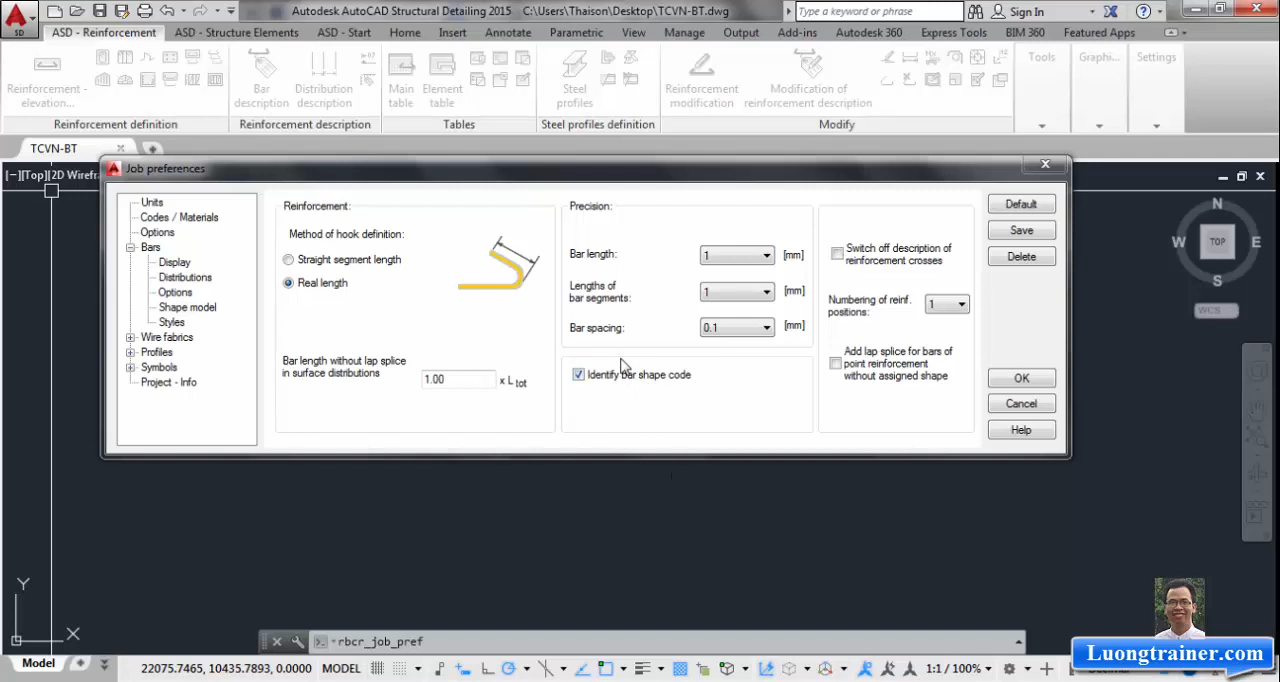 Autodesk AutoCAD Structural Detailing 2015 C:\Users\Thaison\Desktop\TCVN-BT.dwg
Type a keyword or phrase
Sign In
SD
ASD - Reinforcement
ASD - Structure Elements
ASD - Start
Home
Insert
Annotate
Parametric
View
Manage
Output
Add-ins
Autodesk 360
Express Tools
BIM 360
Featured Apps
Reinforcement - elevation...
Bar description
Distribution description
Main table
Element table
Steel profiles
Reinforcement modification
Modification of reinforcement description
Tools
Graphi...
Settings
Reinforcement definition
Reinforcement description
Tables
Steel profiles definition
Modify
TCVN-BT
[−][Top][2D Wirefr
Job preferences
Units
Codes / Materials
Options
Bars
Display
Distributions
Options
Shape model
Styles
Wire fabrics
Profiles
Symbols
Project - Info
Reinforcement:
Method of hook definition:
Straight segment length
Real length
Bar length without lap splice
in surface distributions
1.00
x L tot
Precision:
Bar length:
1
[mm]
Lengths of
bar segments:
1
[mm]
Bar spacing:
0.1
[mm]
Identify bar shape code
Switch off description of
reinforcement crosses
Numbering of reinf.
positions:
1
Add lap splice for bars of
point reinforcement
without assigned shape
Default
Save
Delete
OK
Cancel
Help
N
W
TOP
E
S
WCS
Y
X
rbcr_job_pref
Luongtrainer.com
Model
22075.7465, 10435.7893, 0.0000
MODEL
1:1 / 100%